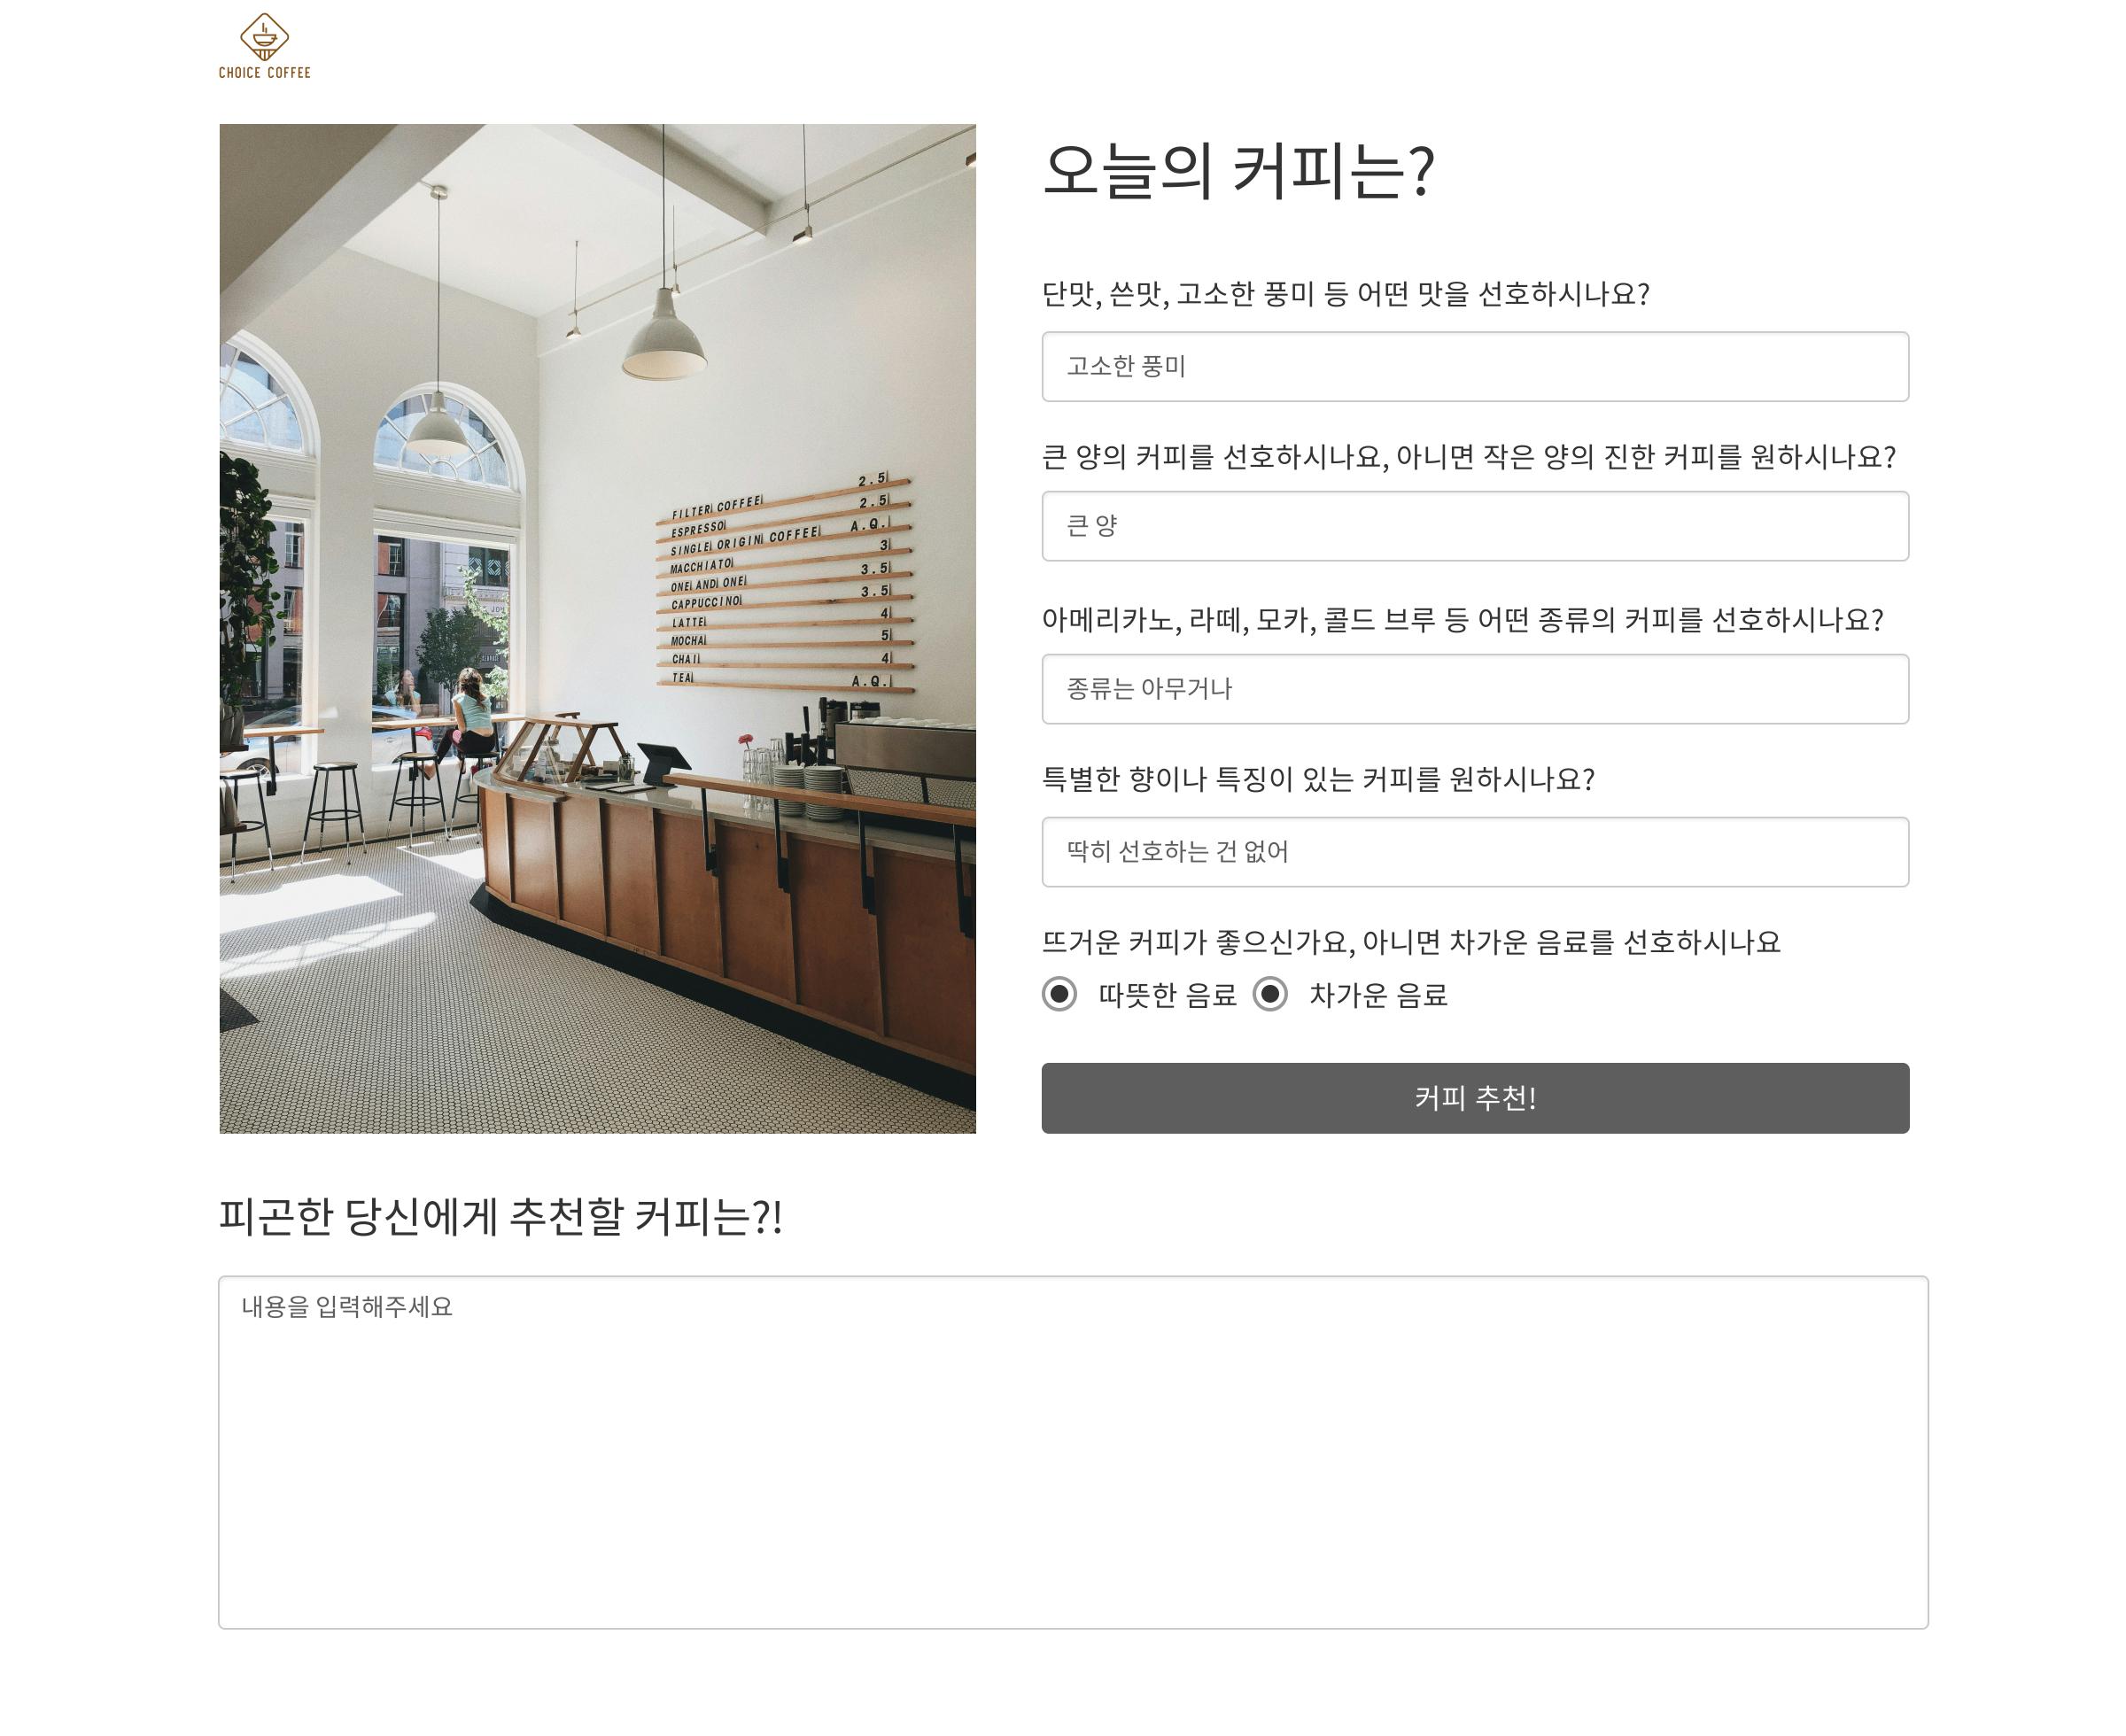 CHOICE COFFEE
오늘의 커피는?
단맛, 쓴맛, 고소한 풍미 등 어떤 맛을 선호하시나요?
고소한 풍미
큰 양의 커피를 선호하시나요, 아니면 작은 양의 진한 커피를 원하시나요?
큰 양
아메리카노, 라떼, 모카, 콜드 브루 등 어떤 종류의 커피를 선호하시나요?
종류는 아무거나
특별한 향이나 특징이 있는 커피를 원하시나요?
딱히 선호하는 건 없어
뜨거운 커피가 좋으신가요, 아니면 차가운 음료를 선호하시나요
따뜻한 음료 차가운 음료
커피 추천!
FILTER COFFEE 2.5
ESPRESSO 2.5
SINGLE ORIGIN COFFEE A.Q.
MACCHIATO 3
ONE AND ONE 3.5
CAPPUCCINO 3.5
LATTE 4
MOCHA 5
CHAI 4
TEA A.Q.
피곤한 당신에게 추천할 커피는?!
내용을 입력해주세요